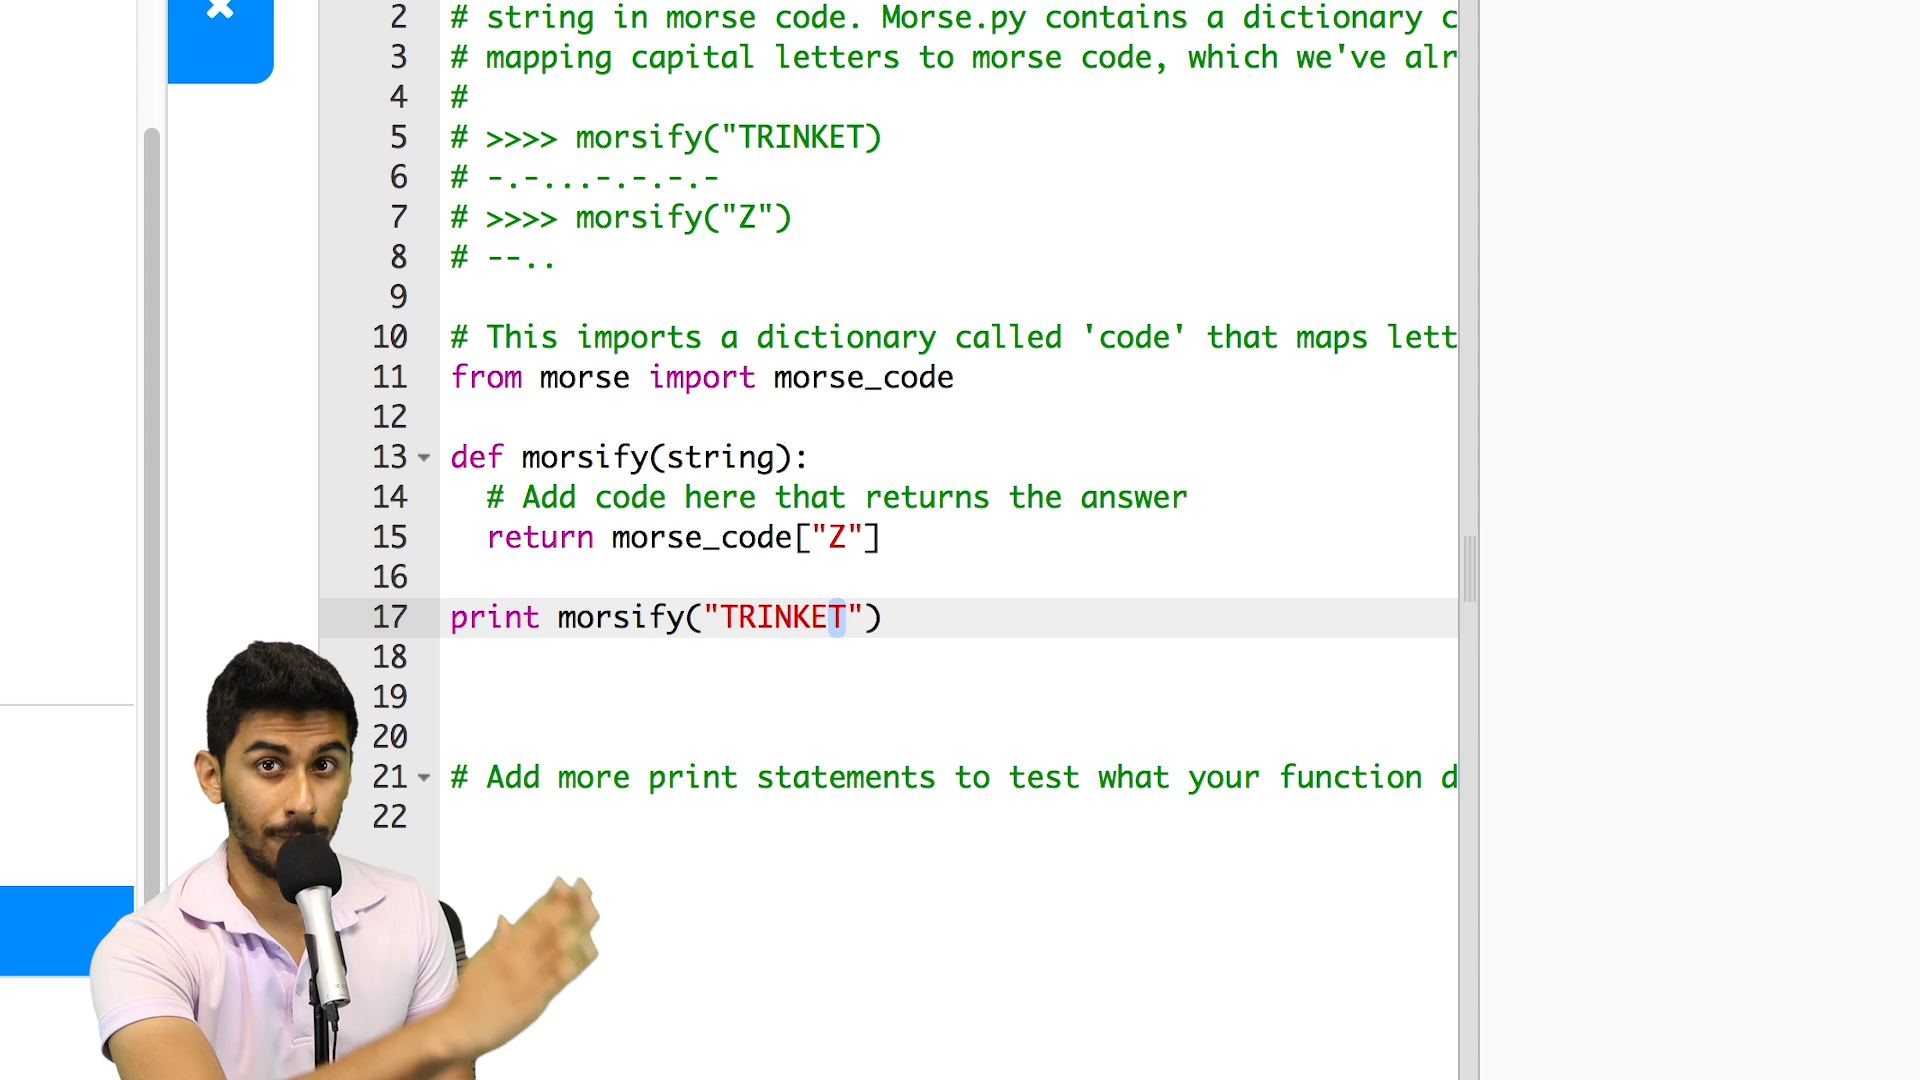 2 # string in morse code. Morse.py contains a dictionary c
3 # mapping capital letters to morse code, which we've alr
4 #
5 # >>>> morsify("TRINKET)
6 # -.-...-.-.-.-
7 # >>>> morsify("Z")
8 # --..
9
10 # This imports a dictionary called 'code' that maps lett
11 from morse import morse_code
12
13 def morsify(string):
14 # Add code here that returns the answer
15 return morse_code["Z"]
16
17 print morsify("TRINKET")
18
19
20
21 # Add more print statements to test what your function d
22